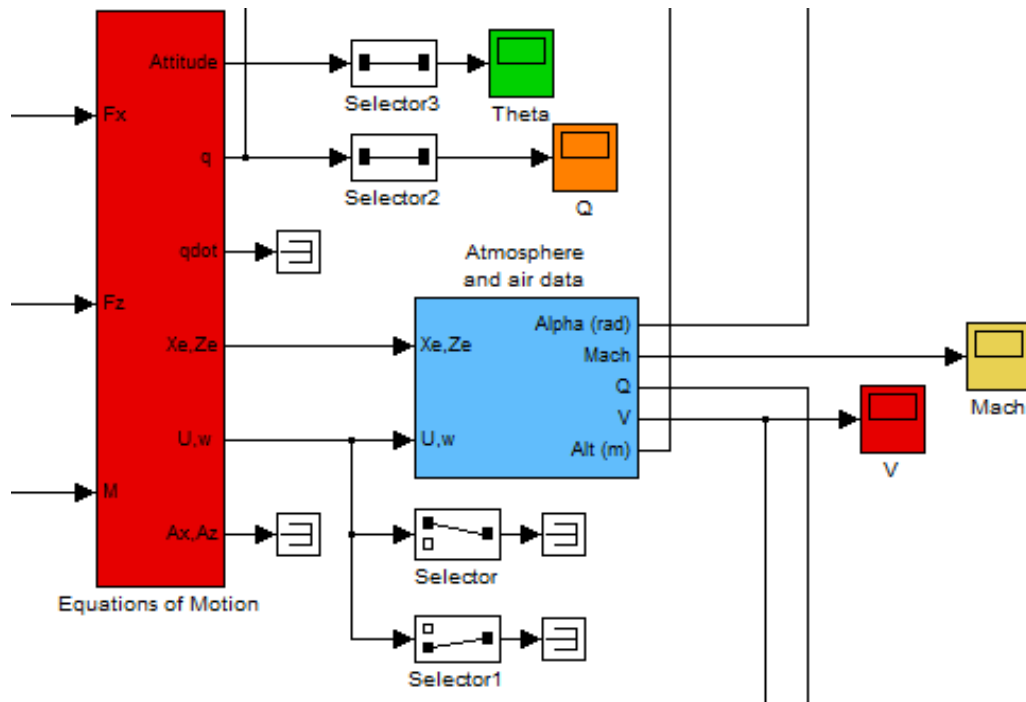 Attitude
Selector3
Theta
Fx
q
Selector2
Q
qdot
Atmosphere
and air data
Fz
Xe,Ze
Xe,Ze
Alpha (rad)
Mach
Q
V
Alt (m)
Mach
V
U,w
U,w
M
Ax,Az
Selector
Equations of Motion
Selector1